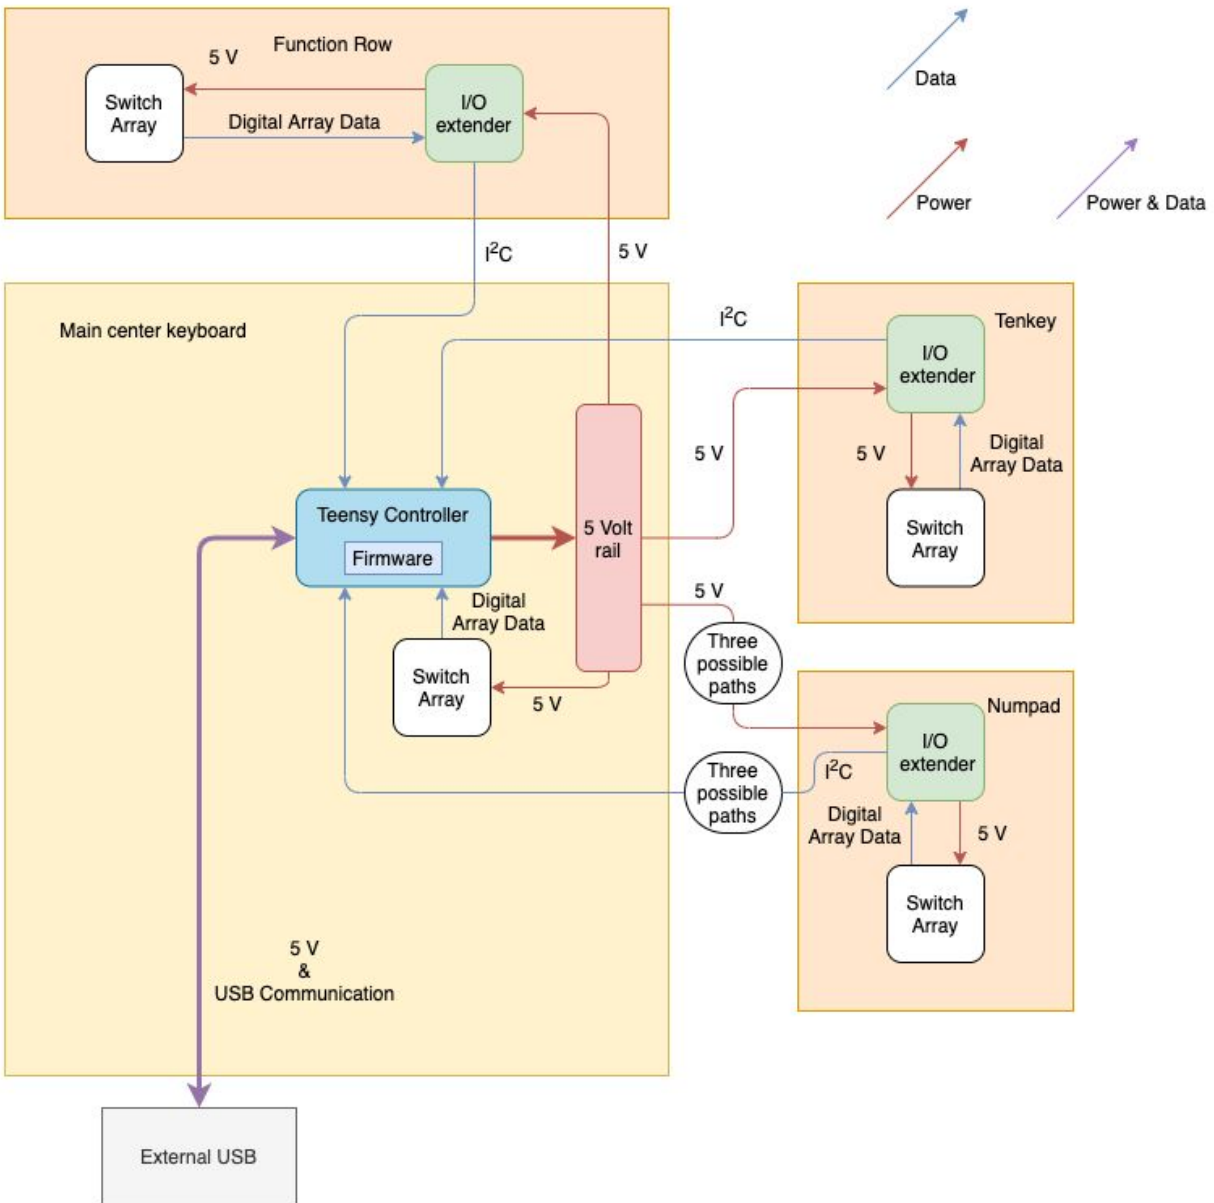 Function Row
5 V
Switch
Array
I/O
extender
Digital Array Data
Data
Power
Power & Data
I²C
5 V
Main center keyboard
I²C
Tenkey
I/O
extender
5 V
5 V
Digital
Array Data
Switch
Array
Teensy Controller
Firmware
5 Volt
rail
Digital
Array Data
Switch
Array
5 V
5 V
Three
possible
paths
Numpad
I/O
extender
Three
possible
paths
I²C
Digital
Array Data
5 V
Switch
Array
5 V
&
USB Communication
External USB